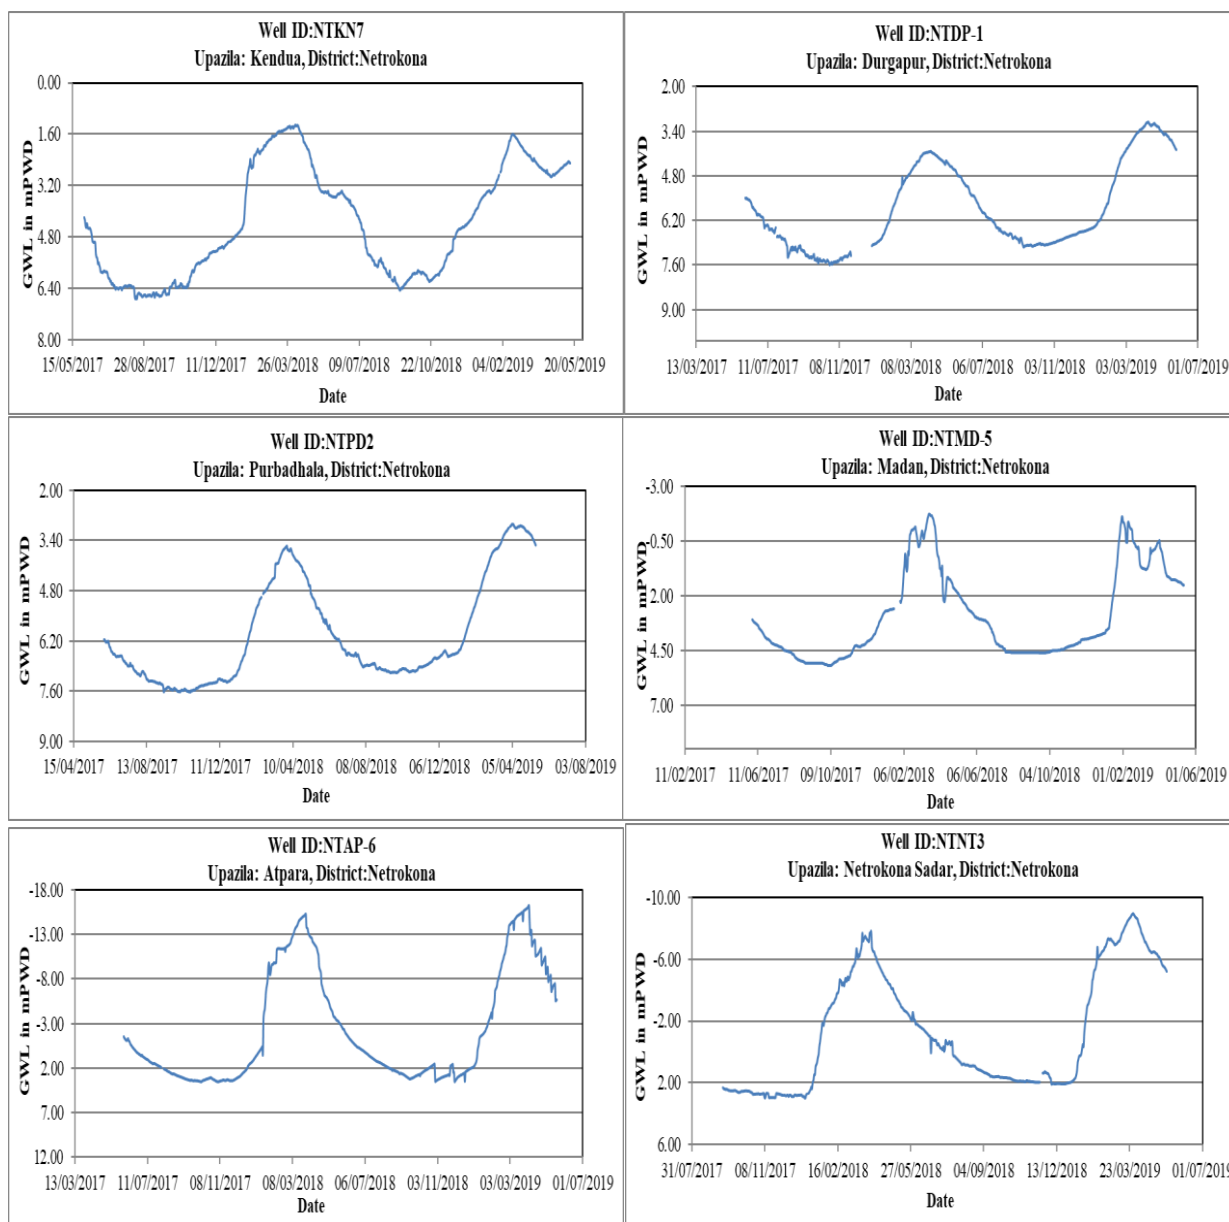 Well ID:NTKN7
Upazila: Kendua, District:Netrokona
GWL in mPWD
0.00
1.60
3.20
4.80
6.40
8.00
15/05/2017 28/08/2017 11/12/2017 26/03/2018 09/07/2018 22/10/2018 04/02/2019 20/05/2019
Date
Well ID:NTDP-1
Upazila: Durgapur, District:Netrokona
GWL in mPWD
2.00
3.40
4.80
6.20
7.60
9.00
13/03/2017 11/07/2017 08/11/2017 08/03/2018 06/07/2018 03/11/2018 03/03/2019 01/07/2019
Date
Well ID:NTPD2
Upazila: Purbadhala, District:Netrokona
GWL in mPWD
2.00
3.40
4.80
6.20
7.60
9.00
15/04/2017 13/08/2017 11/12/2017 10/04/2018 08/08/2018 06/12/2018 05/04/2019 03/08/2019
Date
Well ID:NTMD-5
Upazila: Madan, District:Netrokona
GWL in mPWD
-3.00
-0.50
2.00
4.50
7.00
11/02/2017 11/06/2017 09/10/2017 06/02/2018 06/06/2018 04/10/2018 01/02/2019 01/06/2019
Date
Well ID:NTAP-6
Upazila: Atpara, District:Netrokona
GWL in mPWD
-18.00
-13.00
-8.00
-3.00
2.00
7.00
12.00
13/03/2017 11/07/2017 08/11/2017 08/03/2018 06/07/2018 03/11/2018 03/03/2019 01/07/2019
Date
Well ID:NTNT3
Upazila: Netrokona Sadar, District:Netrokona
GWL in mPWD
-10.00
-6.00
-2.00
2.00
6.00
31/07/2017 08/11/2017 16/02/2018 27/05/2018 04/09/2018 13/12/2018 23/03/2019 01/07/2019
Date